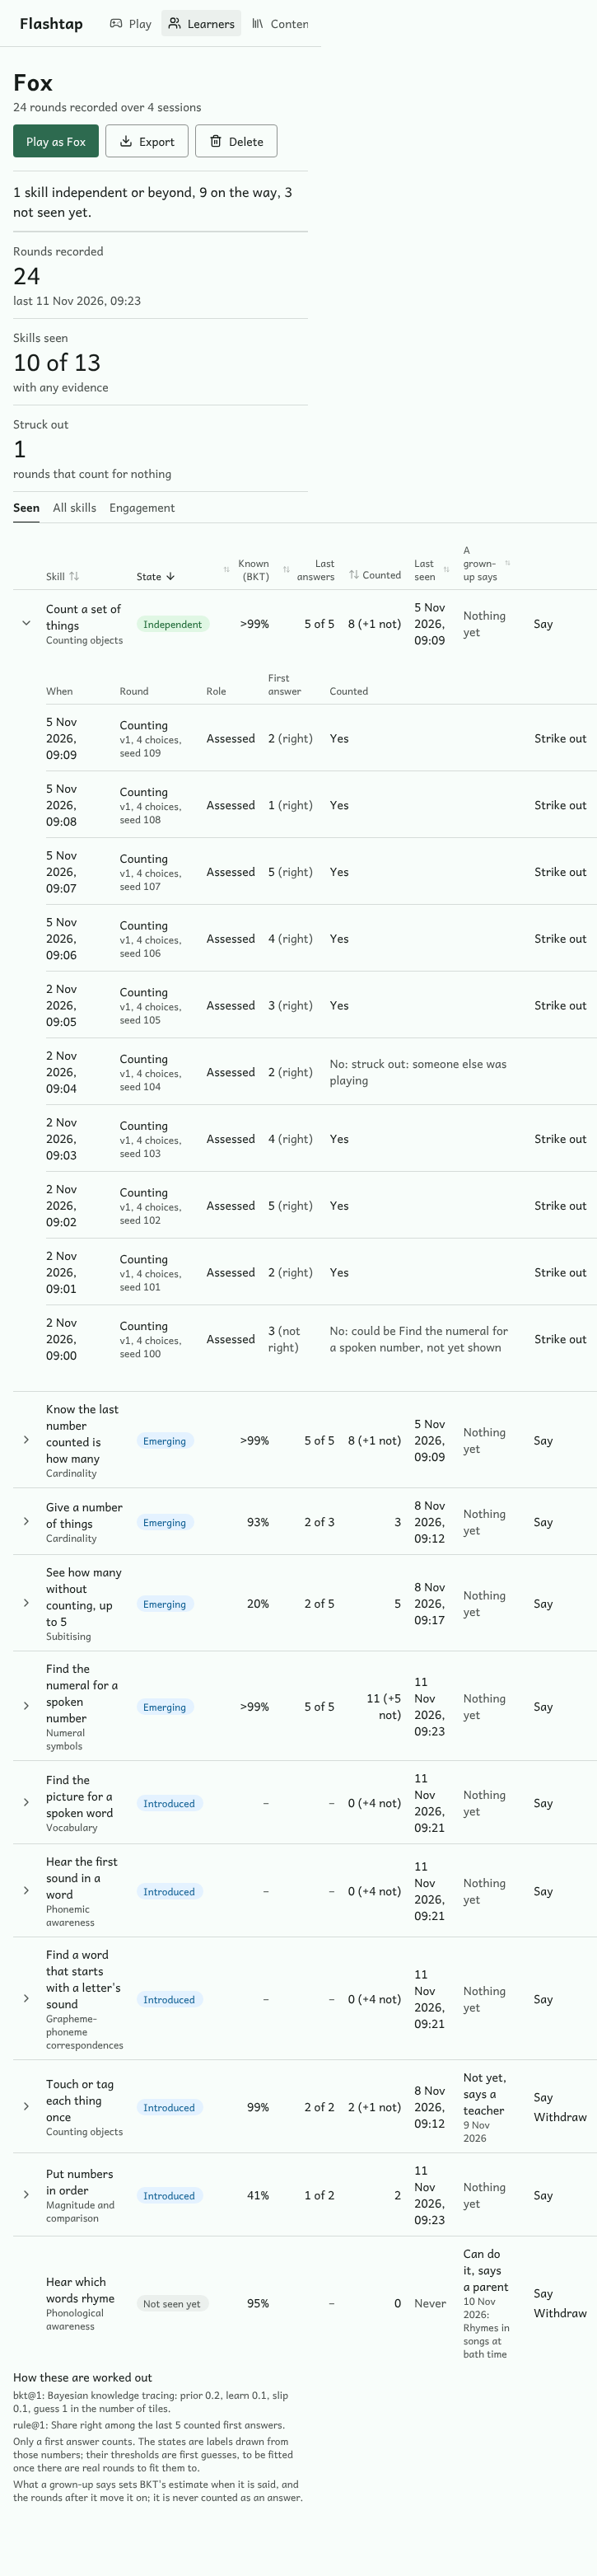 Flashtap
Play
Learners
Conten
Fox
24 rounds recorded over 4 sessions
Play as Fox
Export
Delete
1 skill independent or beyond, 9 on the way, 3
not seen yet.
Rounds recorded
24
last 11 Nov 2026, 09:23
Skills seen
10 of 13
with any evidence
Struck out
1
rounds that count for nothing
Seen All skills Engagement
Skill
State
Known
(BKT)
Last
answers
Counted
Last
seen
A
grown-
up says
Count a set of
things
Counting objects
Independent
>99%
5 of 5
8 (+1 not)
5 Nov
2026,
09:09
Nothing
yet
Say
When
Round
Role
First
answer
Counted
5 Nov
2026,
09:09
Counting
v1, 4 choices,
seed 109
Assessed
2 (right)
Yes
Strike out
5 Nov
2026,
09:08
Counting
v1, 4 choices,
seed 108
Assessed
1 (right)
Yes
Strike out
5 Nov
2026,
09:07
Counting
v1, 4 choices,
seed 107
Assessed
5 (right)
Yes
Strike out
5 Nov
2026,
09:06
Counting
v1, 4 choices,
seed 106
Assessed
4 (right)
Yes
Strike out
2 Nov
2026,
09:05
Counting
v1, 4 choices,
seed 105
Assessed
3 (right)
Yes
Strike out
2 Nov
2026,
09:04
Counting
v1, 4 choices,
seed 104
Assessed
2 (right)
No: struck out: someone else was
playing
2 Nov
2026,
09:03
Counting
v1, 4 choices,
seed 103
Assessed
4 (right)
Yes
Strike out
2 Nov
2026,
09:02
Counting
v1, 4 choices,
seed 102
Assessed
5 (right)
Yes
Strike out
2 Nov
2026,
09:01
Counting
v1, 4 choices,
seed 101
Assessed
2 (right)
Yes
Strike out
2 Nov
2026,
09:00
Counting
v1, 4 choices,
seed 100
Assessed
3 (not
right)
No: could be Find the numeral for
a spoken number, not yet shown
Strike out
Know the last
number
counted is
how many
Cardinality
Emerging
>99%
5 of 5
8 (+1 not)
5 Nov
2026,
09:09
Nothing
yet
Say
Give a number
of things
Cardinality
Emerging
93%
2 of 3
3
8 Nov
2026,
09:12
Nothing
yet
Say
See how many
without
counting, up
to 5
Subitising
Emerging
20%
2 of 5
5
8 Nov
2026,
09:17
Nothing
yet
Say
Find the
numeral for a
spoken
number
Numeral
symbols
Emerging
>99%
5 of 5
11 (+5
not)
11
Nov
2026,
09:23
Nothing
yet
Say
Find the
picture for a
spoken word
Vocabulary
Introduced
–
–
0 (+4 not)
11
Nov
2026,
09:21
Nothing
yet
Say
Hear the first
sound in a
word
Phonemic
awareness
Introduced
–
–
0 (+4 not)
11
Nov
2026,
09:21
Nothing
yet
Say
Find a word
that starts
with a letter's
sound
Grapheme-
phoneme
correspondences
Introduced
–
–
0 (+4 not)
11
Nov
2026,
09:21
Nothing
yet
Say
Touch or tag
each thing
once
Counting objects
Introduced
99%
2 of 2
2 (+1 not)
8 Nov
2026,
09:12
Not yet,
says a
teacher
9 Nov
2026
Say
Withdraw
Put numbers
in order
Magnitude and
comparison
Introduced
41%
1 of 2
2
11
Nov
2026,
09:23
Nothing
yet
Say
Hear which
words rhyme
Phonological
awareness
Not seen yet
95%
–
0
Never
Can do
it, says
a parent
10 Nov
2026:
Rhymes in
songs at
bath time
Say
Withdraw
How these are worked out
bkt@1: Bayesian knowledge tracing: prior 0.2, learn 0.1, slip
0.1, guess 1 in the number of tiles.
rule@1: Share right among the last 5 counted first answers.
Only a first answer counts. The states are labels drawn from
those numbers; their thresholds are first guesses, to be fitted
once there are real rounds to fit them to.
What a grown-up says sets BKT's estimate when it is said, and
the rounds after it move it on; it is never counted as an answer.